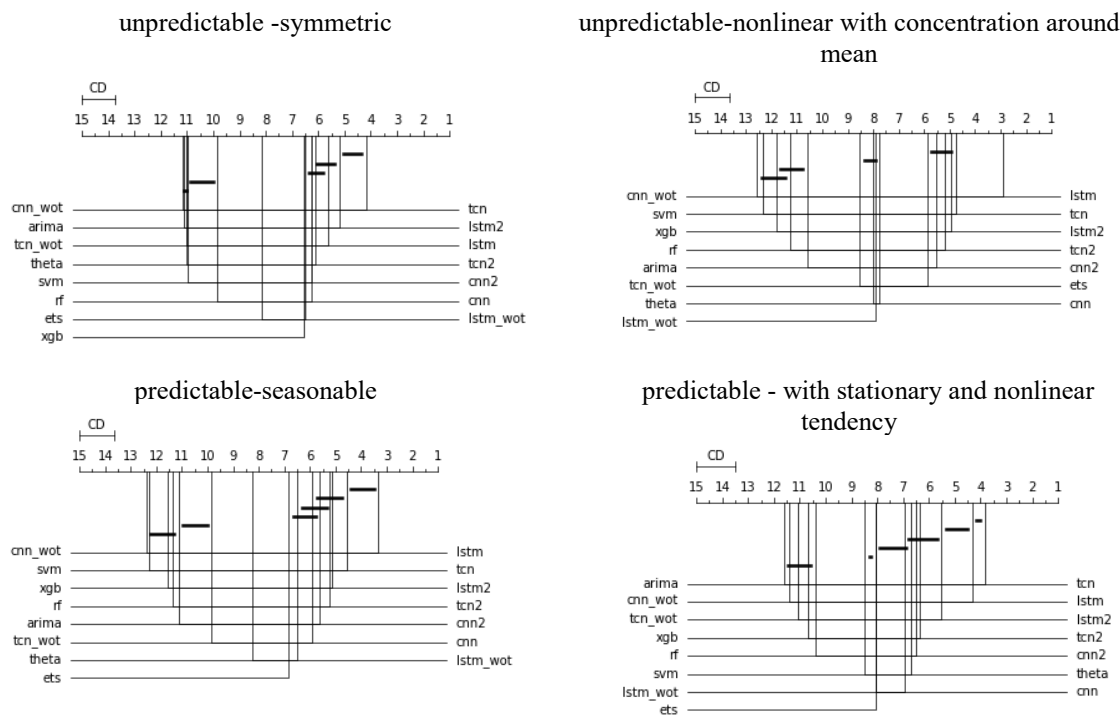 unpredictable -symmetric
CD
15 14 13 12 11 10 9 8 7 6 5 4 3 2 1
cnn_wot
arima
tcn_wot
theta
svm
rf
ets
xgb
tcn
lstm2
lstm
tcn2
cnn2
cnn
lstm_wot
unpredictable-nonlinear with concentration around
mean
CD
15 14 13 12 11 10 9 8 7 6 5 4 3 2 1
cnn_wot
svm
xgb
rf
arima
tcn_wot
theta
lstm_wot
lstm
tcn
lstm2
tcn2
cnn2
ets
cnn
predictable-seasonable
CD
15 14 13 12 11 10 9 8 7 6 5 4 3 2 1
cnn_wot
svm
xgb
rf
arima
tcn_wot
theta
ets
lstm
tcn
lstm2
tcn2
cnn2
cnn
lstm_wot
predictable - with stationary and nonlinear
tendency
CD
15 14 13 12 11 10 9 8 7 6 5 4 3 2 1
arima
cnn_wot
tcn_wot
xgb
rf
svm
lstm_wot
ets
tcn
lstm
lstm2
tcn2
cnn2
theta
cnn